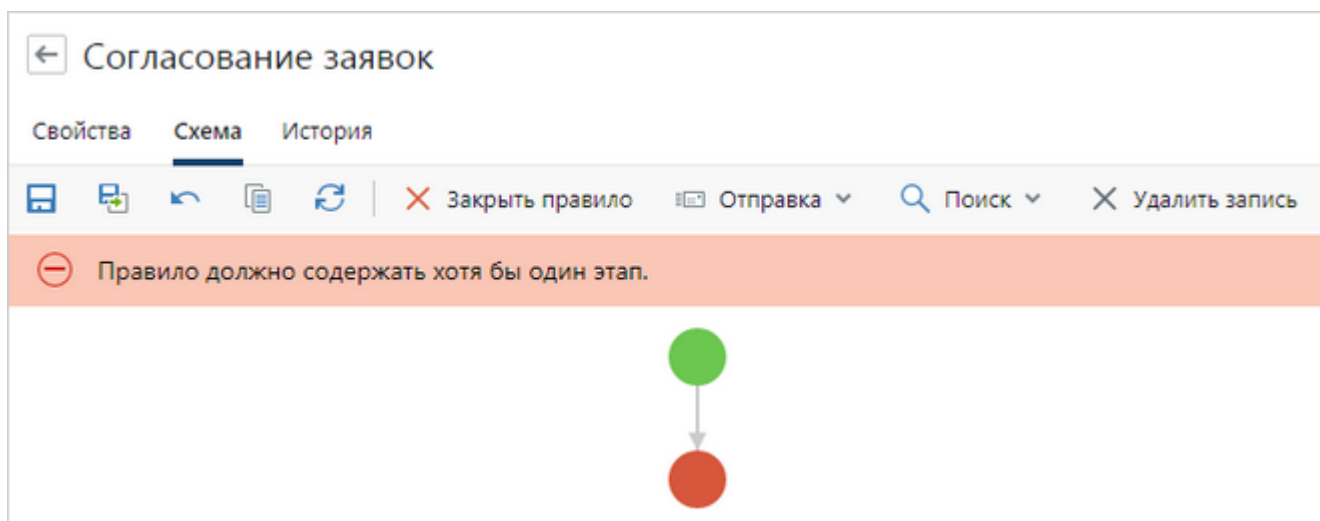 Согласование заявок
Свойства Схема История
Закрыть правило Отправка Поиск Удалить запись
Правило должно содержать хотя бы один этап.